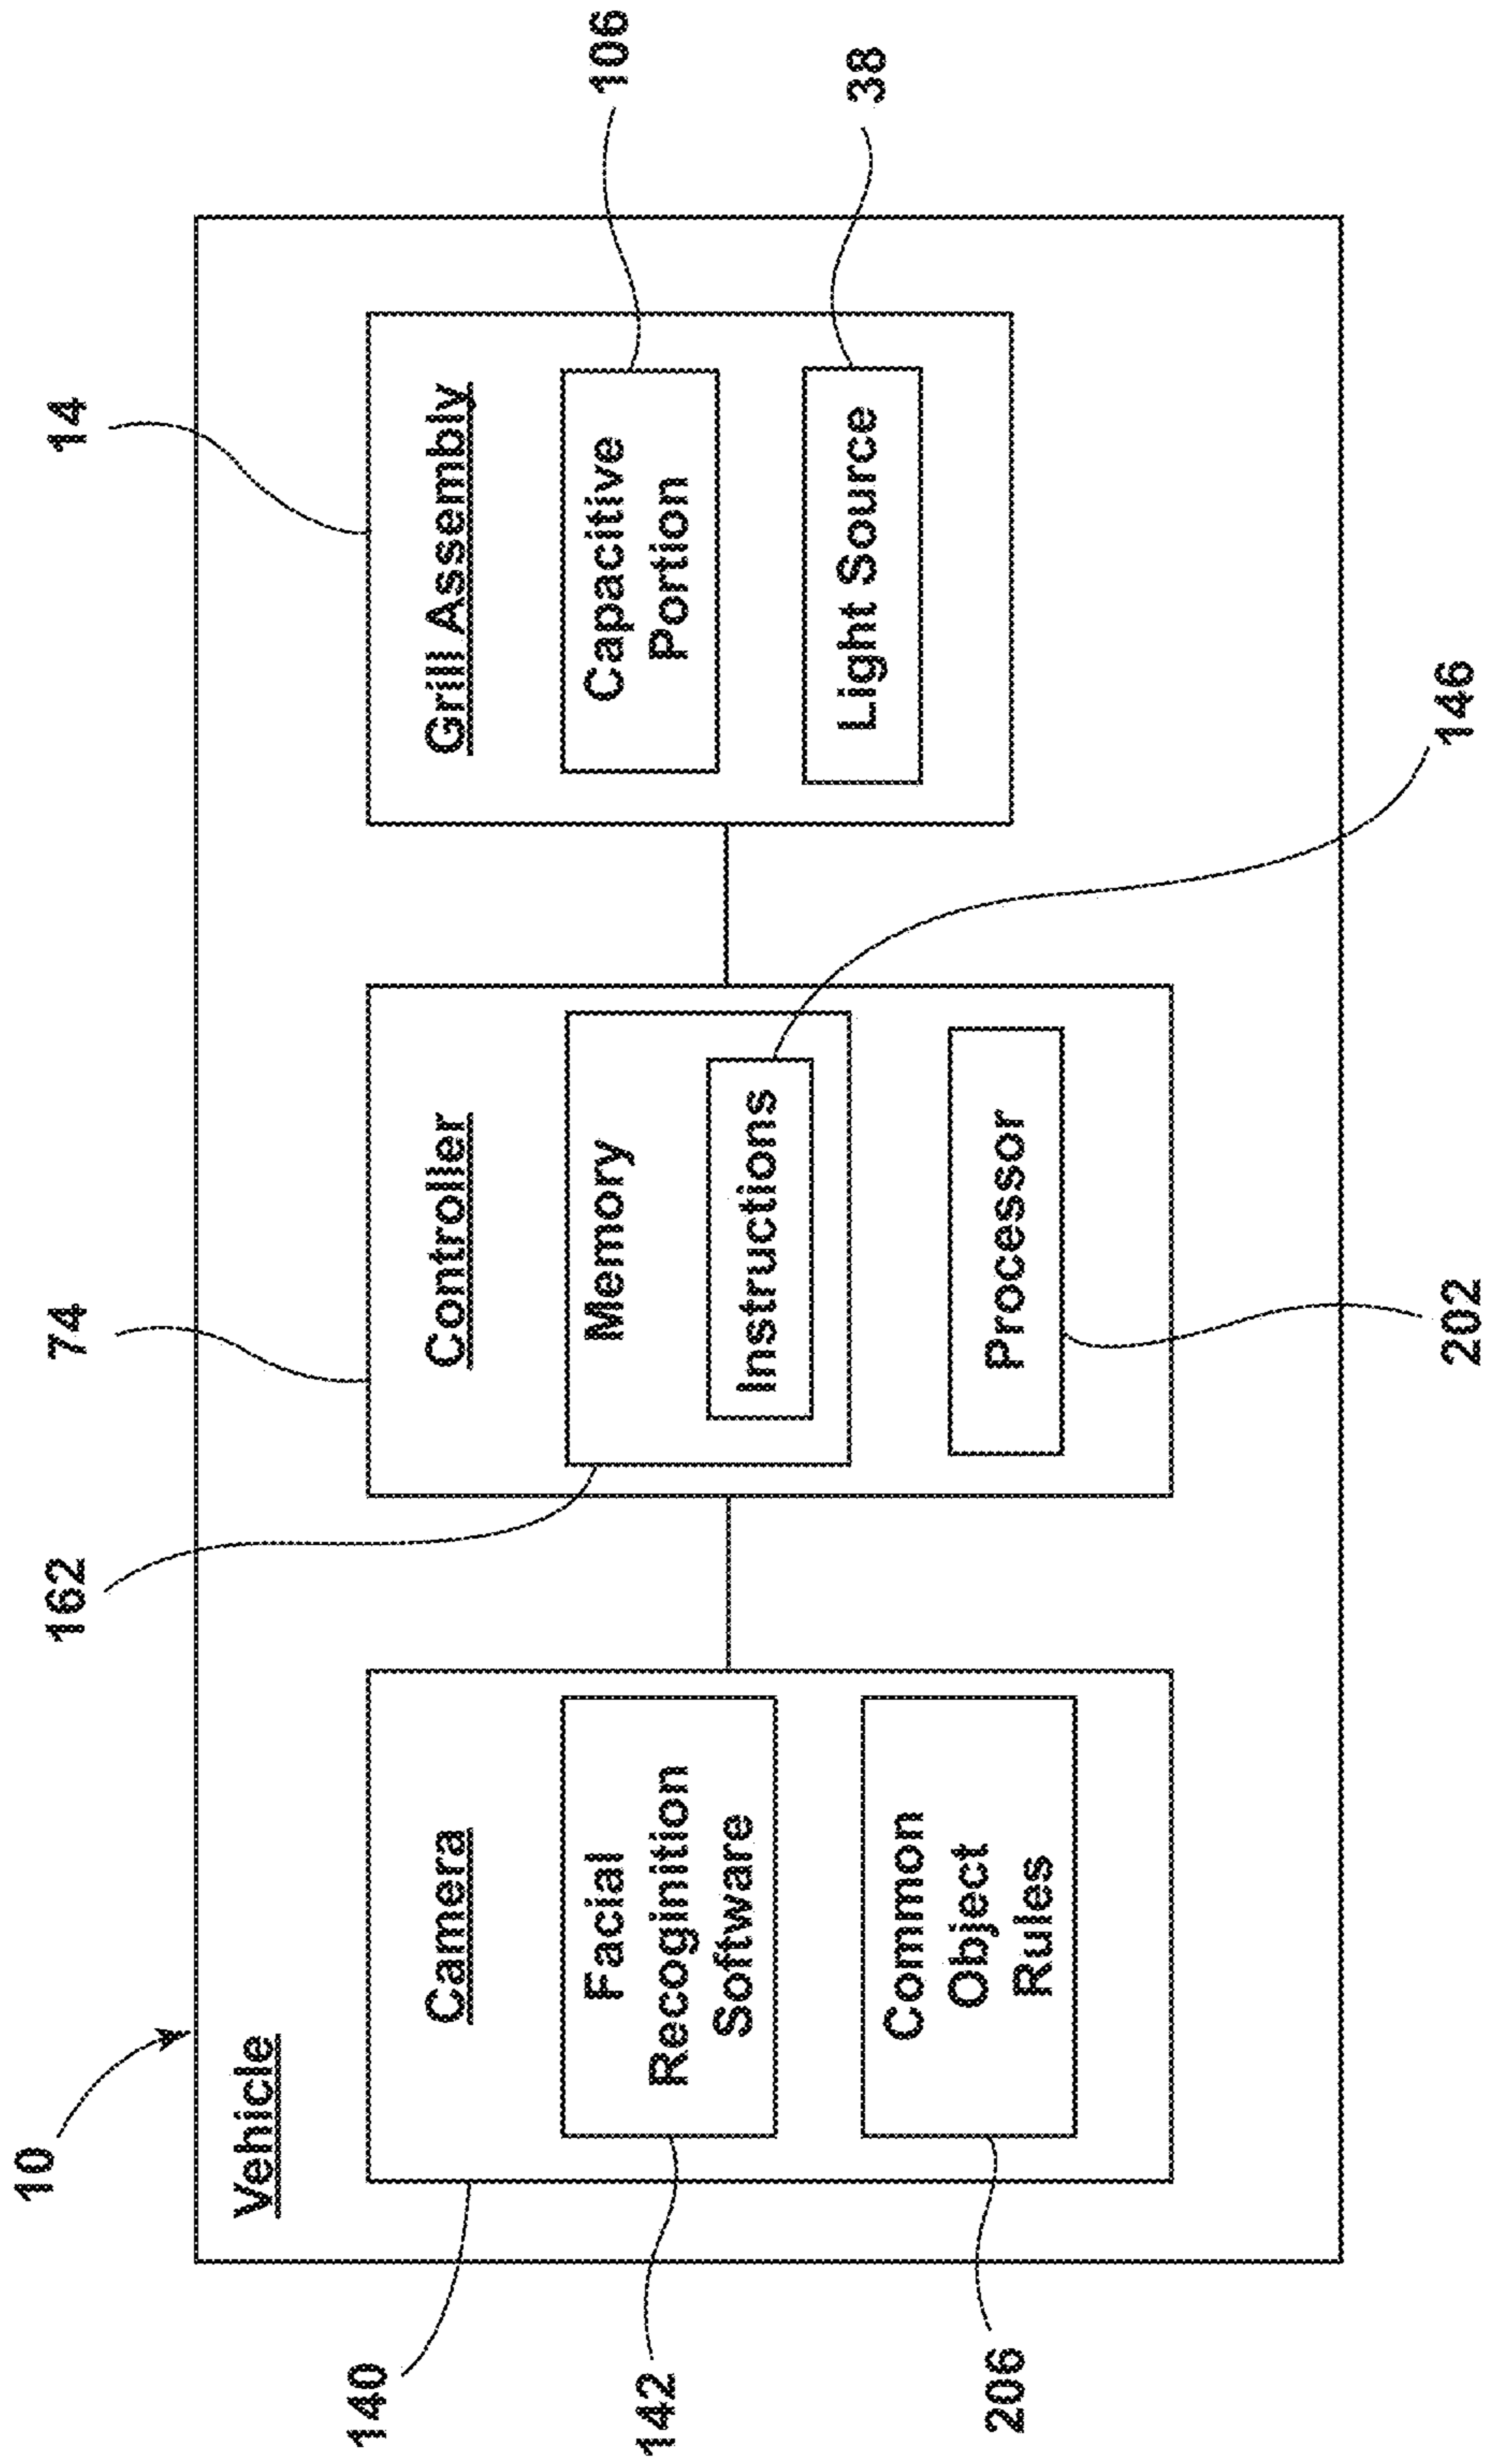 10
74
14
Vehicle
162
140
Camera
Facial
Recoginition
Software
142
Common
Object
Rules
206
Controller
Memory
Instructions
146
Processor
202
Grill Assembly
Capacitive
Portion
106
Light Source
38